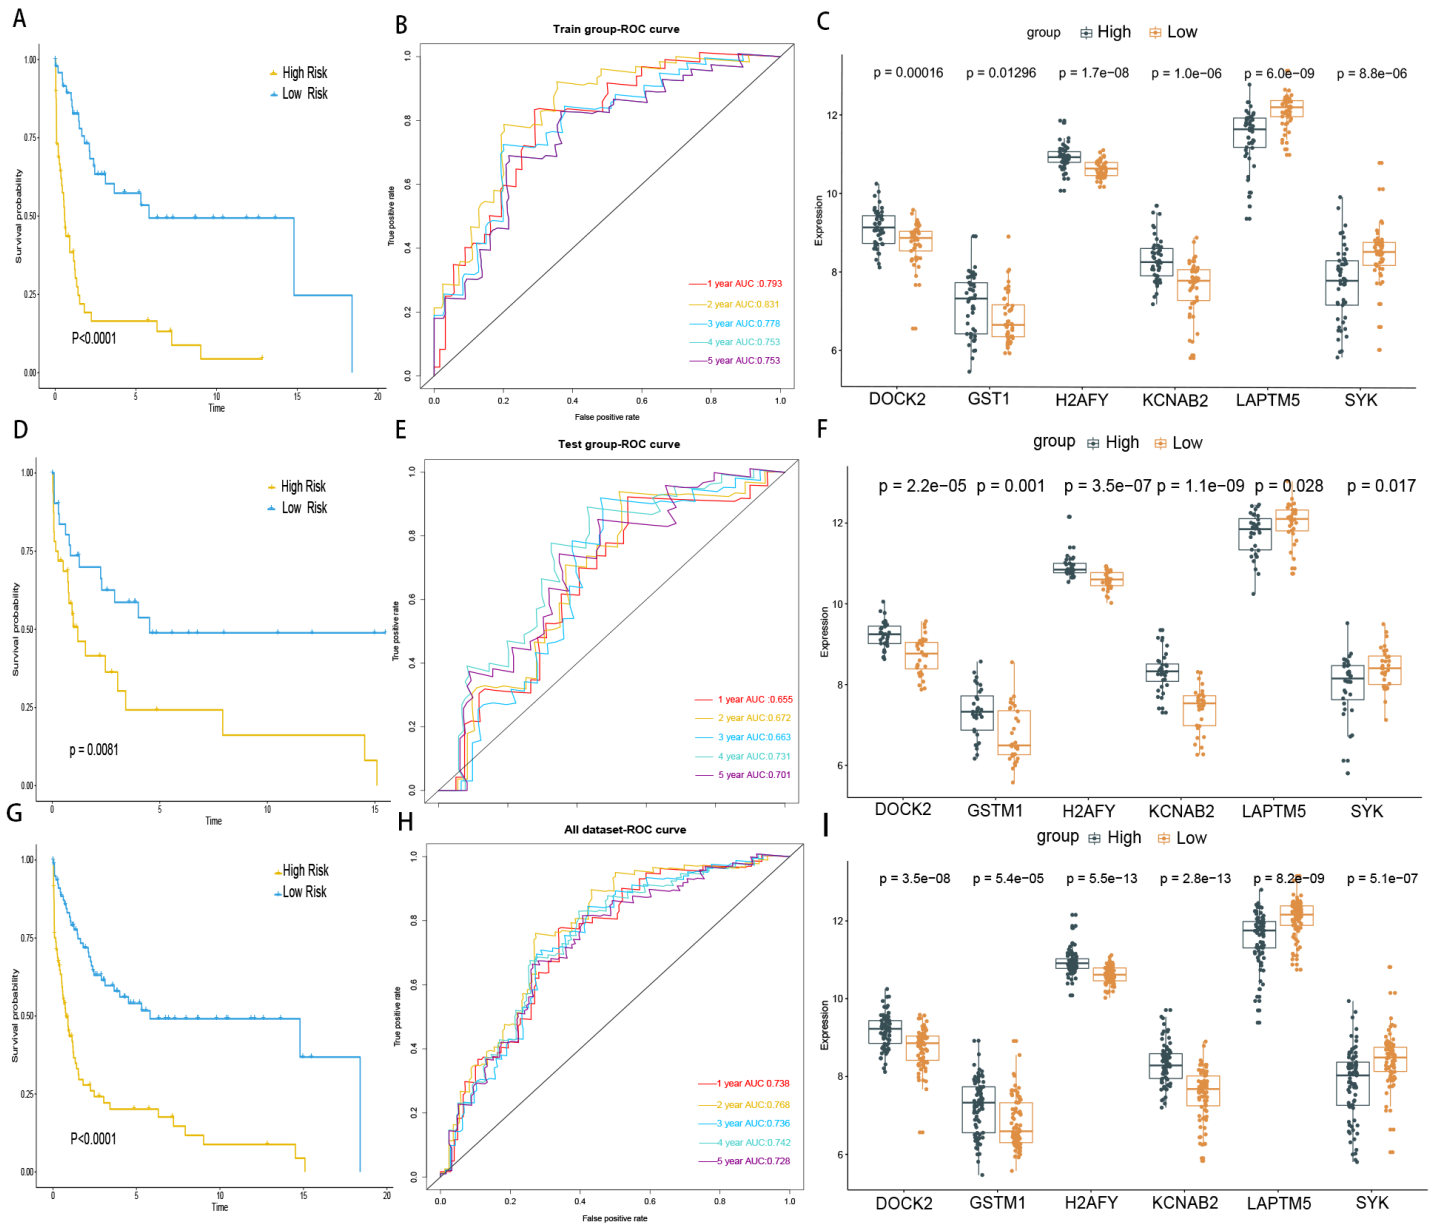 A
1.00
0.75
0.50
0.25
0.00
Survival probability
High Risk
Low Risk
P<0.0001
0 5 10 15 20
Time
B
Train group-ROC curve
1.0
0.8
0.6
0.4
0.2
0.0
True positive rate
1 year AUC :0.793
2 year AUC :0.831
3 year AUC:0.778
4 year AUC:0.753
5 year AUC:0.753
0.0 0.2 0.4 0.6 0.8 1.0
False positive rate
C
group High Low
p = 0.00016 p = 0.01296 p = 1.7e-08 p = 1.0e-06 p = 6.0e-09 p = 8.8e-06
12
10
8
6
Expression
DOCK2 GST1 H2AFY KCNAB2 LAPTM5 SYK
D
1.00
0.75
0.50
0.25
0.00
Survival probability
High Risk
Low Risk
p = 0.0081
0 5 10 15
Time
E
Test group-ROC curve
1.0
0.8
0.6
0.4
0.2
0.0
True positive rate
1 year AUC :0.655
2 year AUC:0.672
3 year AUC:0.663
4 year AUC:0.731
5 year AUC:0.701
F
group High Low
p = 2.2e-05 p = 0.001 p = 3.5e-07 p = 1.1e-09 p = 0.028 p = 0.017
12
10
8
6
Expression
DOCK2 GSTM1 H2AFY KCNAB2 LAPTM5 SYK
G
1.00
0.75
0.50
0.25
0.00
Survival probability
High Risk
Low Risk
P<0.0001
0 5 10 15 20
Time
H
All dataset-ROC curve
1.0
0.8
0.6
0.4
0.2
0.0
True positive rate
1 year AUC 0.738
2 year AUC:0.768
3 year AUC:0.736
4 year AUC:0.742
5 year AUC:0.728
0.0 0.2 0.4 0.6 0.8 1.0
False positive rate
I
group High Low
p = 3.5e-08 p = 5.4e-05 p = 5.5e-13 p = 2.8e-13 p = 8.2e-09 p = 5.1e-07
12
10
8
6
Expression
DOCK2 GSTM1 H2AFY KCNAB2 LAPTM5 SYK